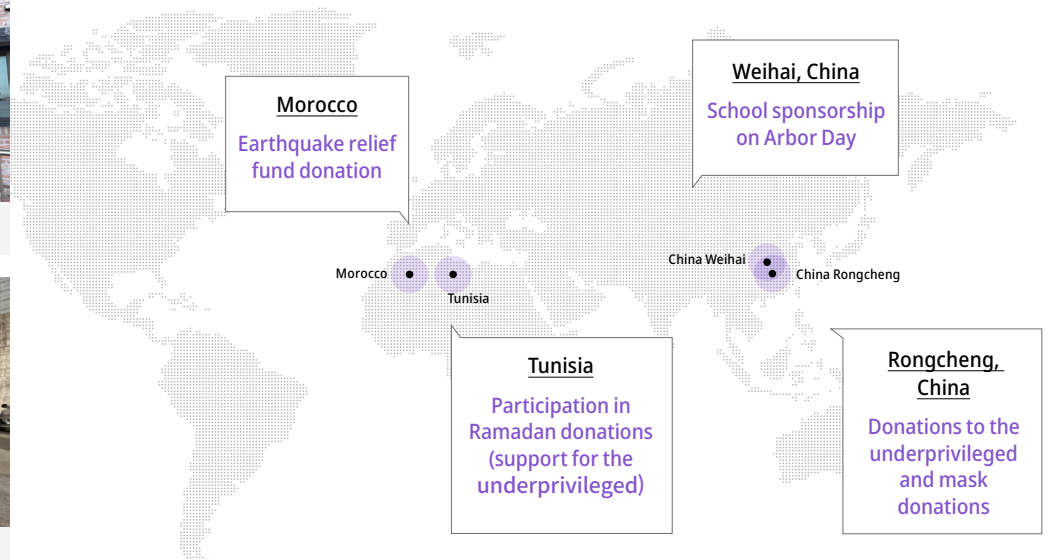 Morocco
Earthquake relief
fund donation
Weihai, China
School sponsorship
on Arbor Day
Morocco
Tunisia
China Weihai
China Rongcheng
Tunisia
Participation in
Ramadan donations
(support for the
underprivileged)
Rongcheng,
China
Donations to the
underprivileged
and mask
donations